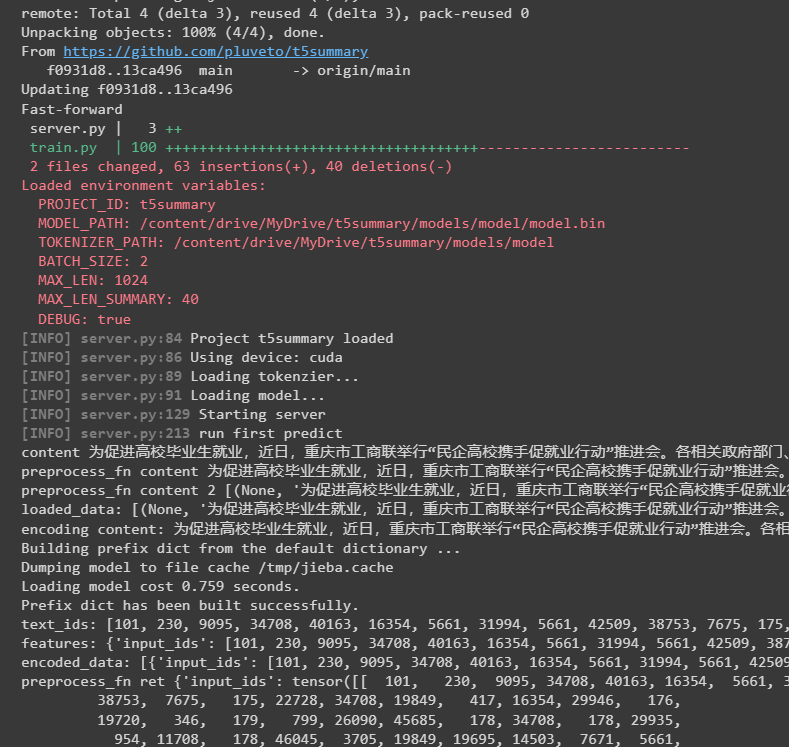 remote: Total 4 (delta 3), reused 4 (delta 3), pack-reused 0
Unpacking objects: 100% (4/4), done.
From https://github.com/pluveto/t5summary
   f0931d8..13ca496  main       -> origin/main
Updating f0931d8..13ca496
Fast-forward
 server.py |   3 ++
 train.py  | 100 +++++++++++++++++++++++++++++++++++++-------------------------
 2 files changed, 63 insertions(+), 40 deletions(-)
Loaded environment variables:
  PROJECT_ID: t5summary
  MODEL_PATH: /content/drive/MyDrive/t5summary/models/model/model.bin
  TOKENIZER_PATH: /content/drive/MyDrive/t5summary/models/model
  BATCH_SIZE: 2
  MAX_LEN: 1024
  MAX_LEN_SUMMARY: 40
  DEBUG: true
[INFO] server.py:84 Project t5summary loaded
[INFO] server.py:86 Using device: cuda
[INFO] server.py:89 Loading tokenzier...
[INFO] server.py:91 Loading model...
[INFO] server.py:129 Starting server
[INFO] server.py:213 run first predict
content 为促进高校毕业生就业，近日，重庆市工商联举行“民企高校携手促就业行动”推进会。各相关政府部门、
preprocess_fn content 为促进高校毕业生就业，近日，重庆市工商联举行“民企高校携手促就业行动”推进会。
preprocess_fn content 2 [(None, '为促进高校毕业生就业，近日，重庆市工商联举行“民企高校携手促就业
loaded_data: [(None, '为促进高校毕业生就业，近日，重庆市工商联举行“民企高校携手促就业行动”推进会。
encoding content: 为促进高校毕业生就业，近日，重庆市工商联举行“民企高校携手促就业行动”推进会。各相
Building prefix dict from the default dictionary ...
Dumping model to file cache /tmp/jieba.cache
Loading model cost 0.759 seconds.
Prefix dict has been built successfully.
text_ids: [101, 230, 9095, 34708, 40163, 16354, 5661, 31994, 5661, 42509, 38753, 7675, 175,
features: {'input_ids': [101, 230, 9095, 34708, 40163, 16354, 5661, 31994, 5661, 42509, 387
encoded_data: [{'input_ids': [101, 230, 9095, 34708, 40163, 16354, 5661, 31994, 5661, 42509
preprocess_fn ret {'input_ids': tensor([[  101,   230,  9095, 34708, 40163, 16354,  5661, 3
         38753,  7675,   175, 22728, 34708, 19849,   417, 16354, 29946,   176,
         19720,   346,   179,   799, 26090, 45685,   178, 34708,   178, 29935,
           954, 11708,   178, 46045,  3705, 19849, 19695, 14503,  7671,  5661,